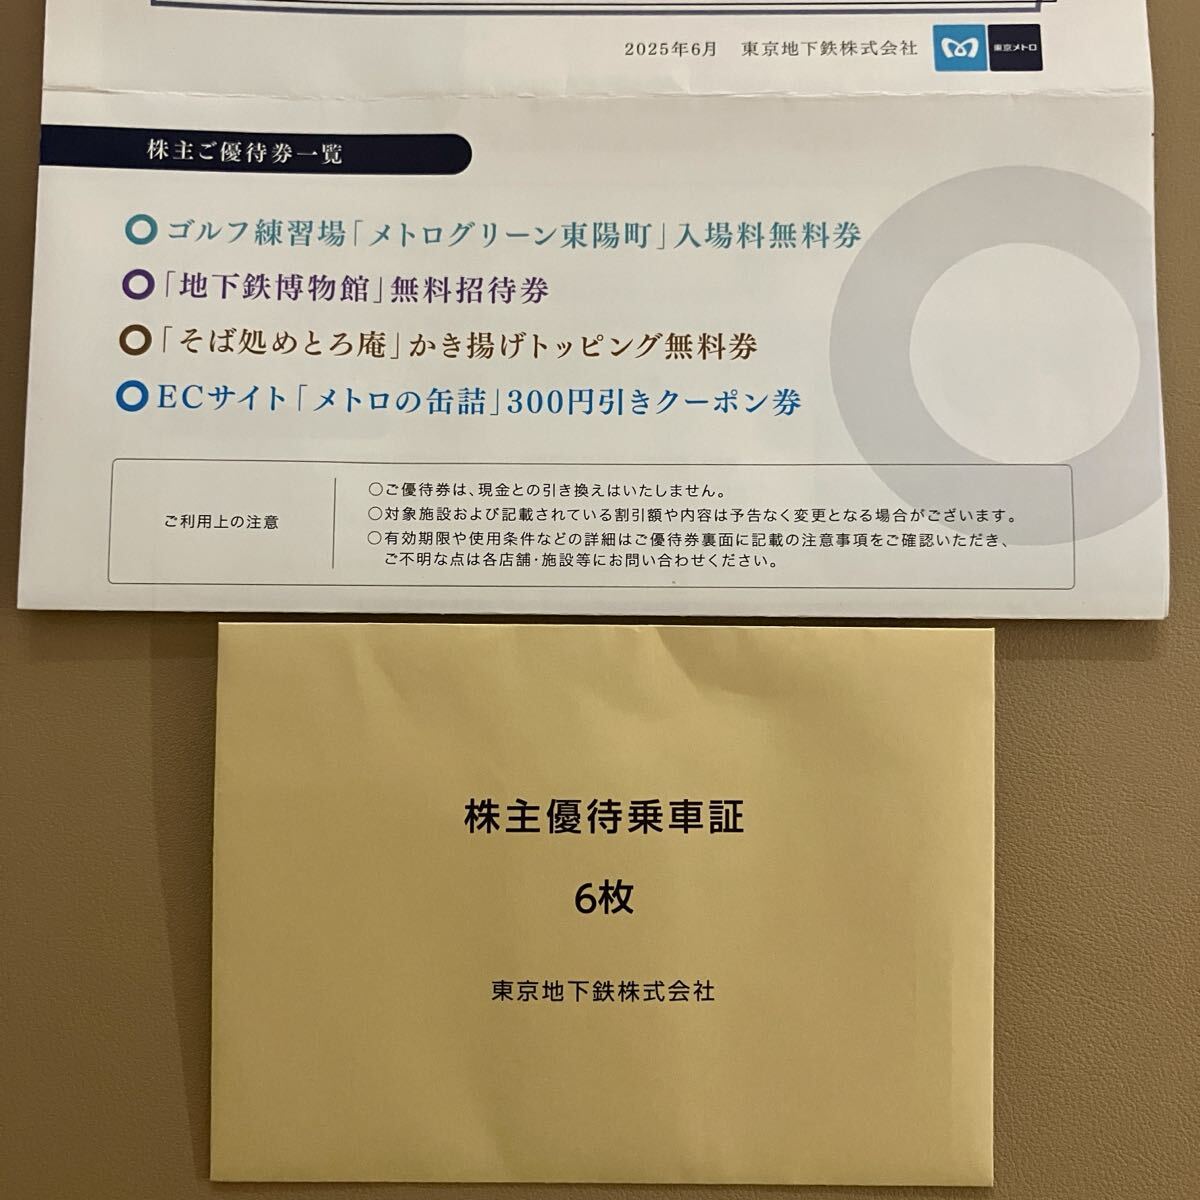 2025年6月　東京地下鉄株式会社
東京メトロ
株主ご優待券一覧
ゴルフ練習場「メトログリーン東陽町」入場料無料券
「地下鉄博物館」無料招待券
「そば処めとろ庵」かき揚げトッピング無料券
ECサイト「メトロの缶詰」300円引きクーポン券
ご利用上の注意
○ご優待券は、現金との引き換えはいたしません。
○対象施設および記載されている割引額や内容は予告なく変更となる場合がございます。
○有効期限や使用条件などの詳細はご優待券裏面に記載の注意事項をご確認いただき、
ご不明な点は各店舗・施設等にお問い合わせください。
株主優待乗車証
6枚
東京地下鉄株式会社